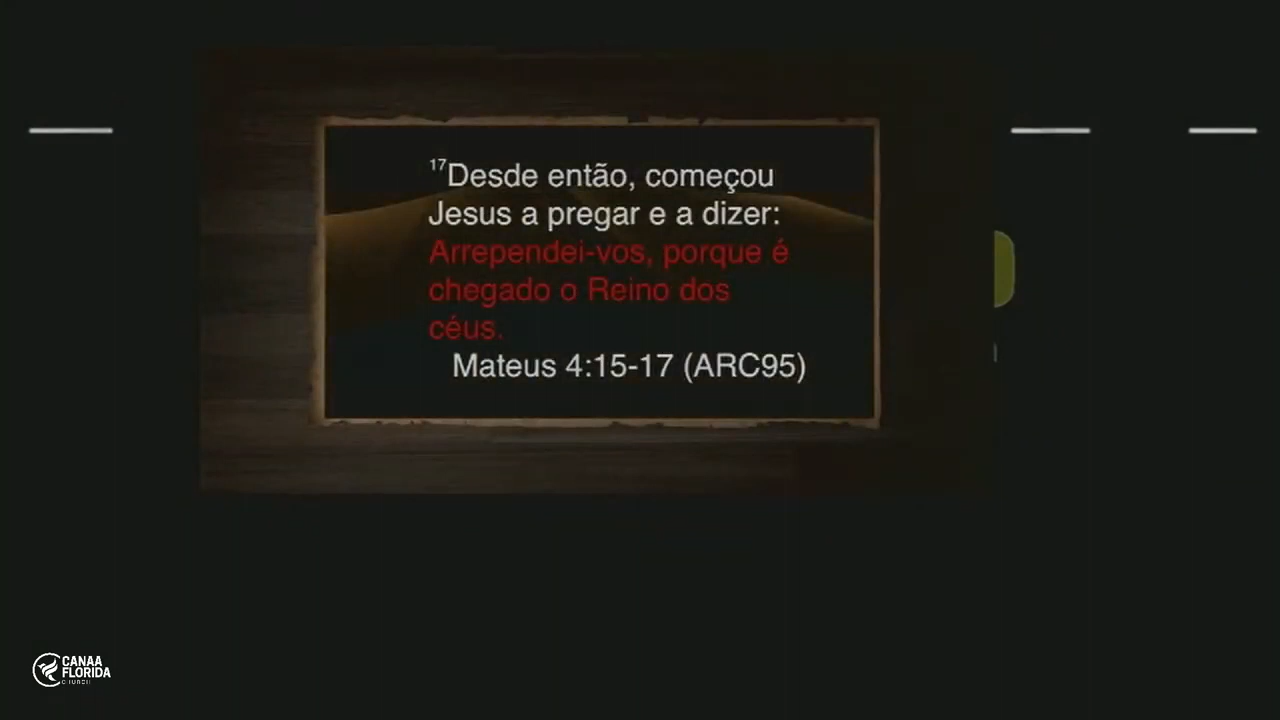 ¹⁷Desde então, começou
Jesus a pregar e a dizer:
Arrependei-vos, porque é
chegado o Reino dos
céus.
Mateus 4:15-17 (ARC95)
CANAA
FLORIDA
CHURCH